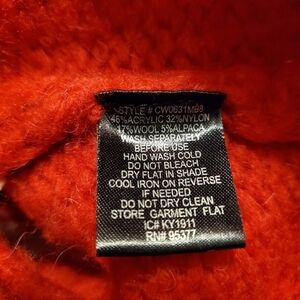 STYLE # CW0631M98
46%ACRYLIC 32%NYLON
17%WOOL 5%ALPACA
WASH SEPARATELY
BEFORE USE
HAND WASH COLD
DO NOT BLEACH
DRY FLAT IN SHADE
COOL IRON ON REVERSE
IF NEEDED
DO NOT DRY CLEAN
STORE GARMENT FLAT
IC# KY1911
RN# 95377